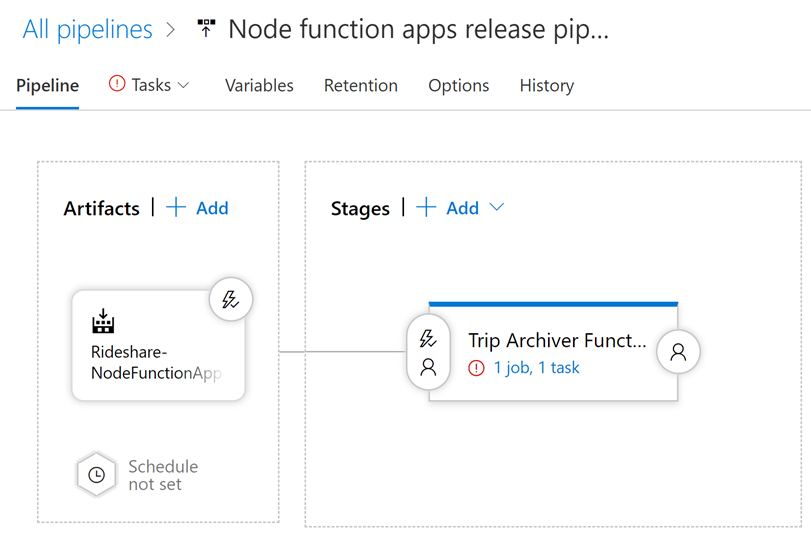 All pipelines > Node function apps release pip...
Pipeline ! Tasks Variables Retention Options History
Artifacts | + Add
Stages | + Add
Rideshare-
NodeFunctionApp
Trip Archiver Funct...
! 1 job, 1 task
Schedule
not set